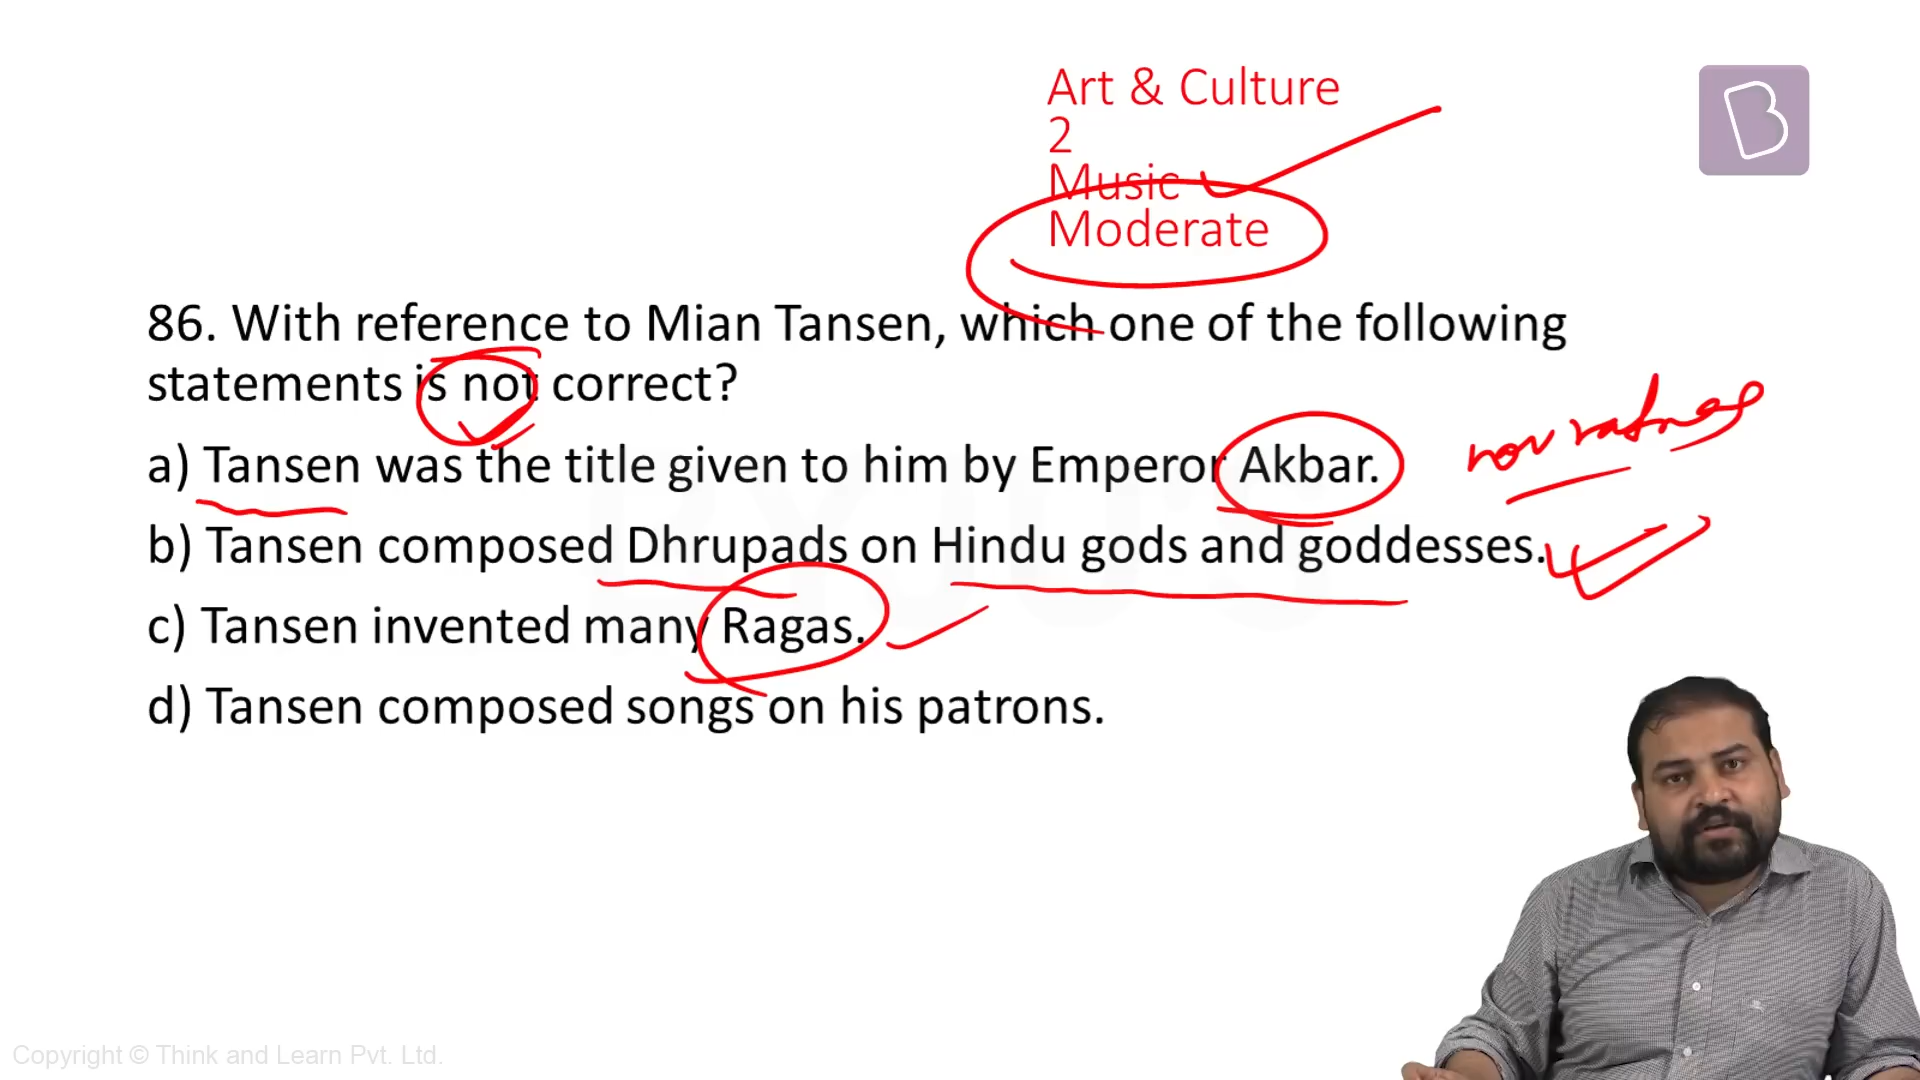 Art & Culture
2
Music
Moderate
86. With reference to Mian Tansen, which one of the following
statements is not correct?
a) Tansen was the title given to him by Emperor Akbar.
b) Tansen composed Dhrupads on Hindu gods and goddesses.
c) Tansen invented many Ragas.
d) Tansen composed songs on his patrons.
Copyright © Think and Learn Pvt. Ltd.